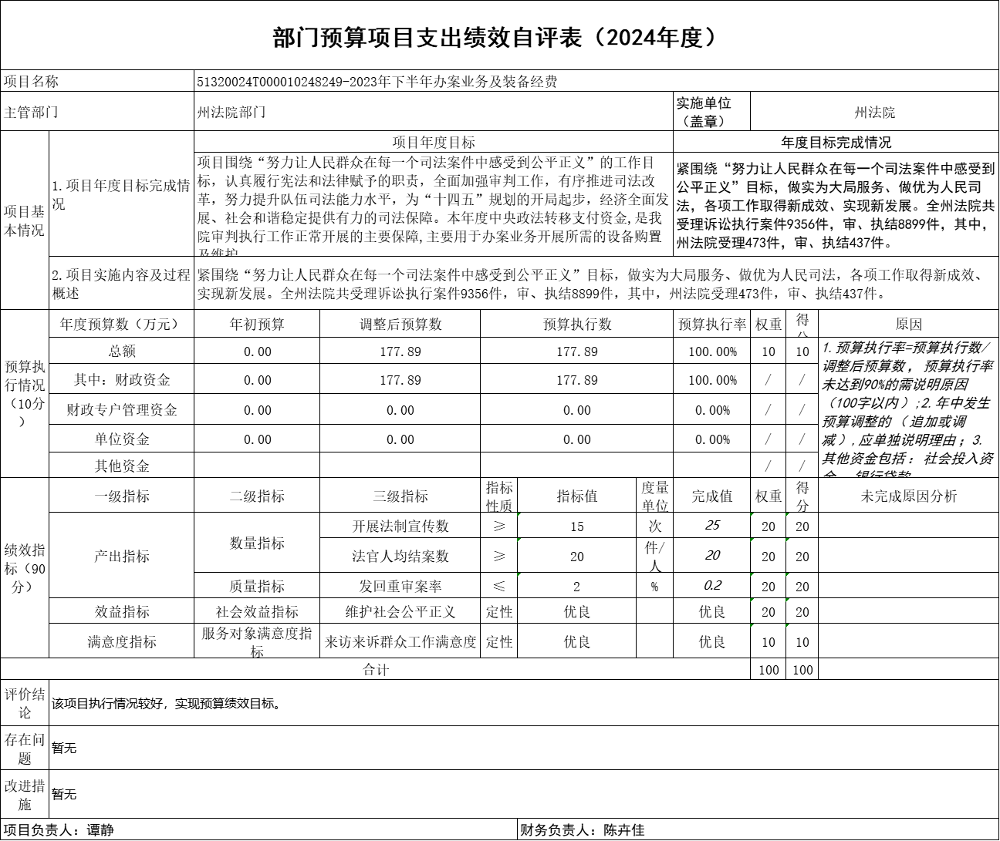 部门预算项目支出绩效自评表（2024年度）
项目名称 51320024T000010248249-2023年下半年办案业务及装备经费
主管部门 州法院部门 实施单位（盖章） 州法院
项目基本情况
1.项目年度目标完成情况
项目年度目标
项目围绕“努力让人民群众在每一个司法案件中感受到公平正义”的工作目
标，认真履行宪法和法律赋予的职责，全面加强审判工作，有序推进司法改
革，努力提升队伍司法能力水平，为“十四五”规划的开局起步，经济全面发
展、社会和谐稳定提供有力的司法保障。本年度中央政法转移支付资金,是我
院审判执行工作正常开展的主要保障,主要用于办案业务开展所需的设备购置
及维护
年度目标完成情况
紧围绕“努力让人民群众在每一个司法案件中感受到
公平正义”目标，做实为大局服务、做优为人民司
法，各项工作取得新成效、实现新发展。全州法院共
受理诉讼执行案件9356件，审、执结8899件，其中，
州法院受理473件，审、执结437件。
2.项目实施内容及过程概述
紧围绕“努力让人民群众在每一个司法案件中感受到公平正义”目标，做实为大局服务、做优为人民司法，各项工作取得新成效、
实现新发展。全州法院共受理诉讼执行案件9356件，审、执结8899件，其中，州法院受理473件，审、执结437件。
预算执行情况（10分）
年度预算数（万元） 年初预算 调整后预算数 预算执行数 预算执行率 权重 得分 原因
总额 0.00 177.89 177.89 100.00% 10 10
其中：财政资金 0.00 177.89 177.89 100.00% / /
财政专户管理资金 0.00 0.00 0.00 0.00% / /
单位资金 0.00 0.00 0.00 0.00% / /
其他资金 / /
1.预算执行率=预算执行数/
调整后预算数，预算执行率
未达到90%的需说明原因
（100字以内）;2.年中发生
预算调整的（追加或调
减）,应单独说明理由；3.
其他资金包括：社会投入资
金、银行贷款
绩效指标（90分）
一级指标 二级指标 三级指标 指标性质 指标值 度量单位 完成值 权重 得分 未完成原因分析
产出指标 数量指标 开展法制宣传数 ≥ 15 次 25 20 20
法官人均结案数 ≥ 20 件/人 20 20 20
质量指标 发回重审案率 ≤ 2 % 0.2 20 20
效益指标 社会效益指标 维护社会公平正义 定性 优良 优良 20 20
满意度指标 服务对象满意度指标 来访来诉群众工作满意度 定性 优良 优良 10 10
合计 100 100
评价结论 该项目执行情况较好，实现预算绩效目标。
存在问题 暂无
改进措施 暂无
项目负责人：谭静 财务负责人：陈卉佳